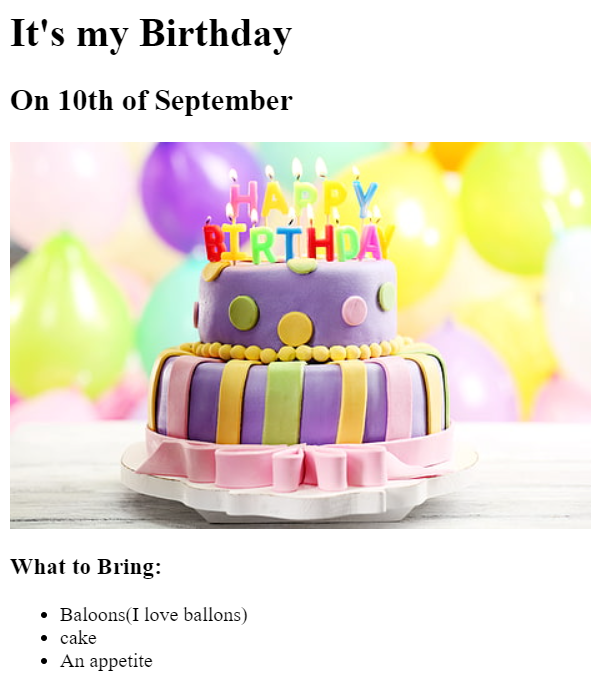 It's my Birthday
On 10th of September
HAPPY
BIRTHDAY
What to Bring:
Baloons(I love ballons)
cake
An appetite